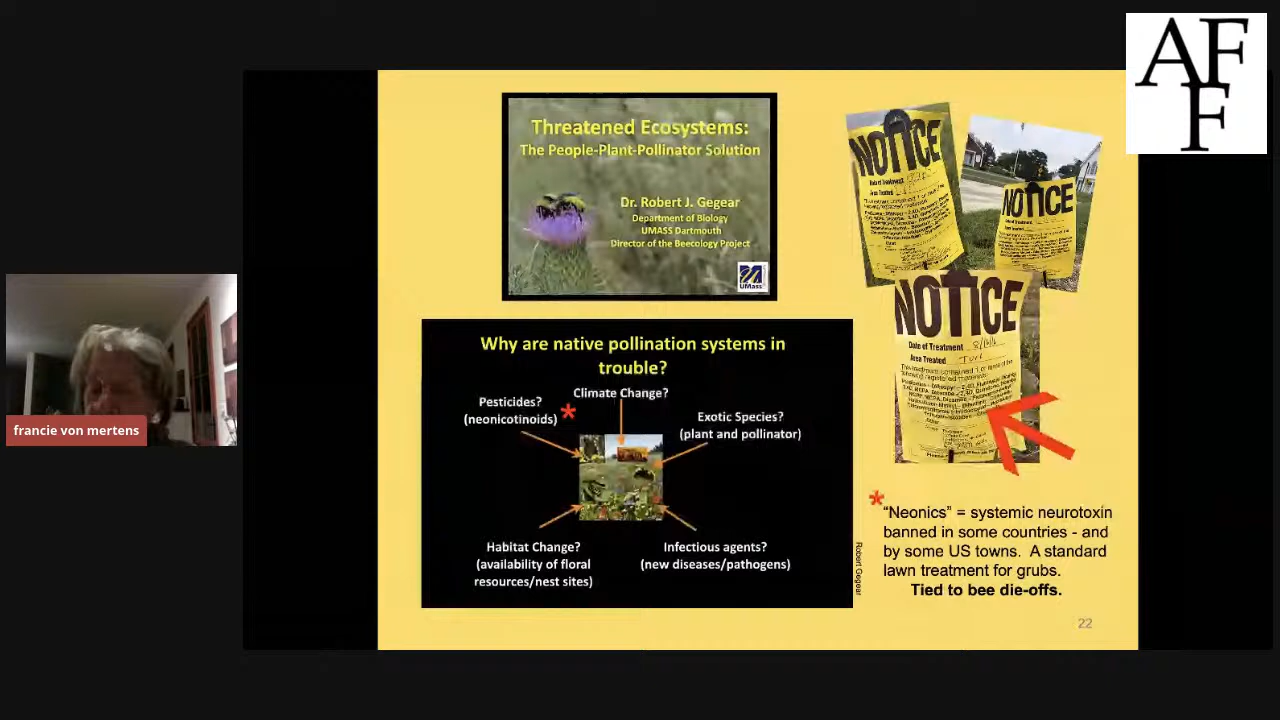 AF
F
Threatened Ecosystems:
The People-Plant-Pollinator Solution
Dr. Robert J. Gegear
Department of Biology
UMASS Dartmouth
Director of the Beecology Project
UMass
NOTICE
NOTICE
NOTICE
Date of Treatment
Area Treated Turf
Why are native pollination systems in
trouble?
Climate Change?
Pesticides?
(neonicotinoids) *
Exotic Species?
(plant and pollinator)
Habitat Change?
(availability of floral
resources/nest sites)
Infectious agents?
(new diseases/pathogens)
Robert Gegear
* "Neonics" = systemic neurotoxin
banned in some countries - and
by some US towns. A standard
lawn treatment for grubs.
Tied to bee die-offs.
22
francie von mertens